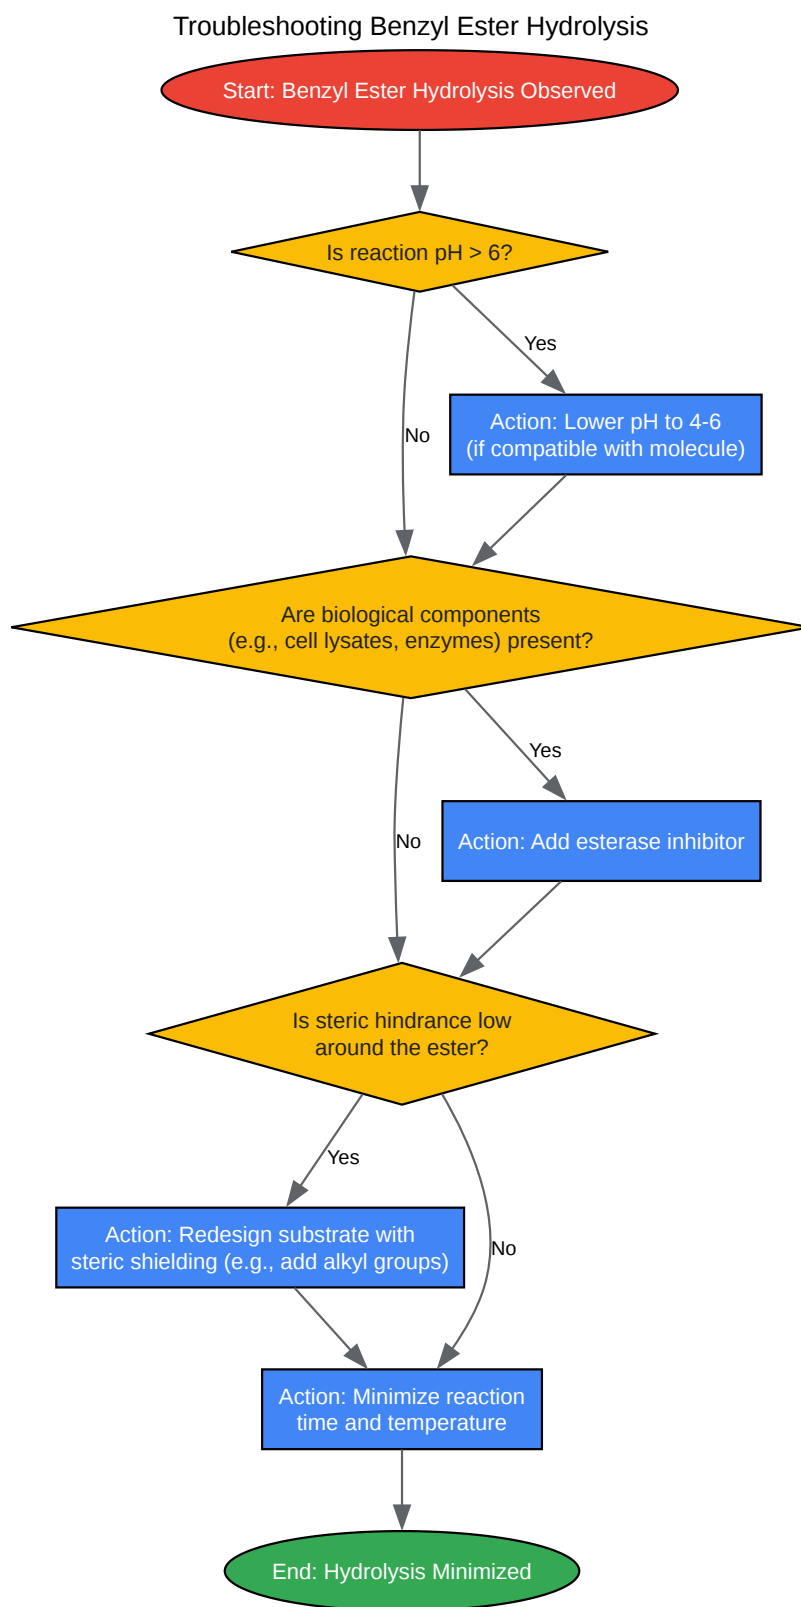 Troubleshooting Benzyl Ester Hydrolysis
Start: Benzyl Ester Hydrolysis Observed
Is reaction pH > 6?
Yes
Action: Lower pH to 4-6
(if compatible with molecule)
No
Are biological components
(e.g., cell lysates, enzymes) present?
Yes
Action: Add esterase inhibitor
No
Is steric hindrance low
around the ester?
Yes
Action: Redesign substrate with
steric shielding (e.g., add alkyl groups)
No
Action: Minimize reaction
time and temperature
End: Hydrolysis Minimized